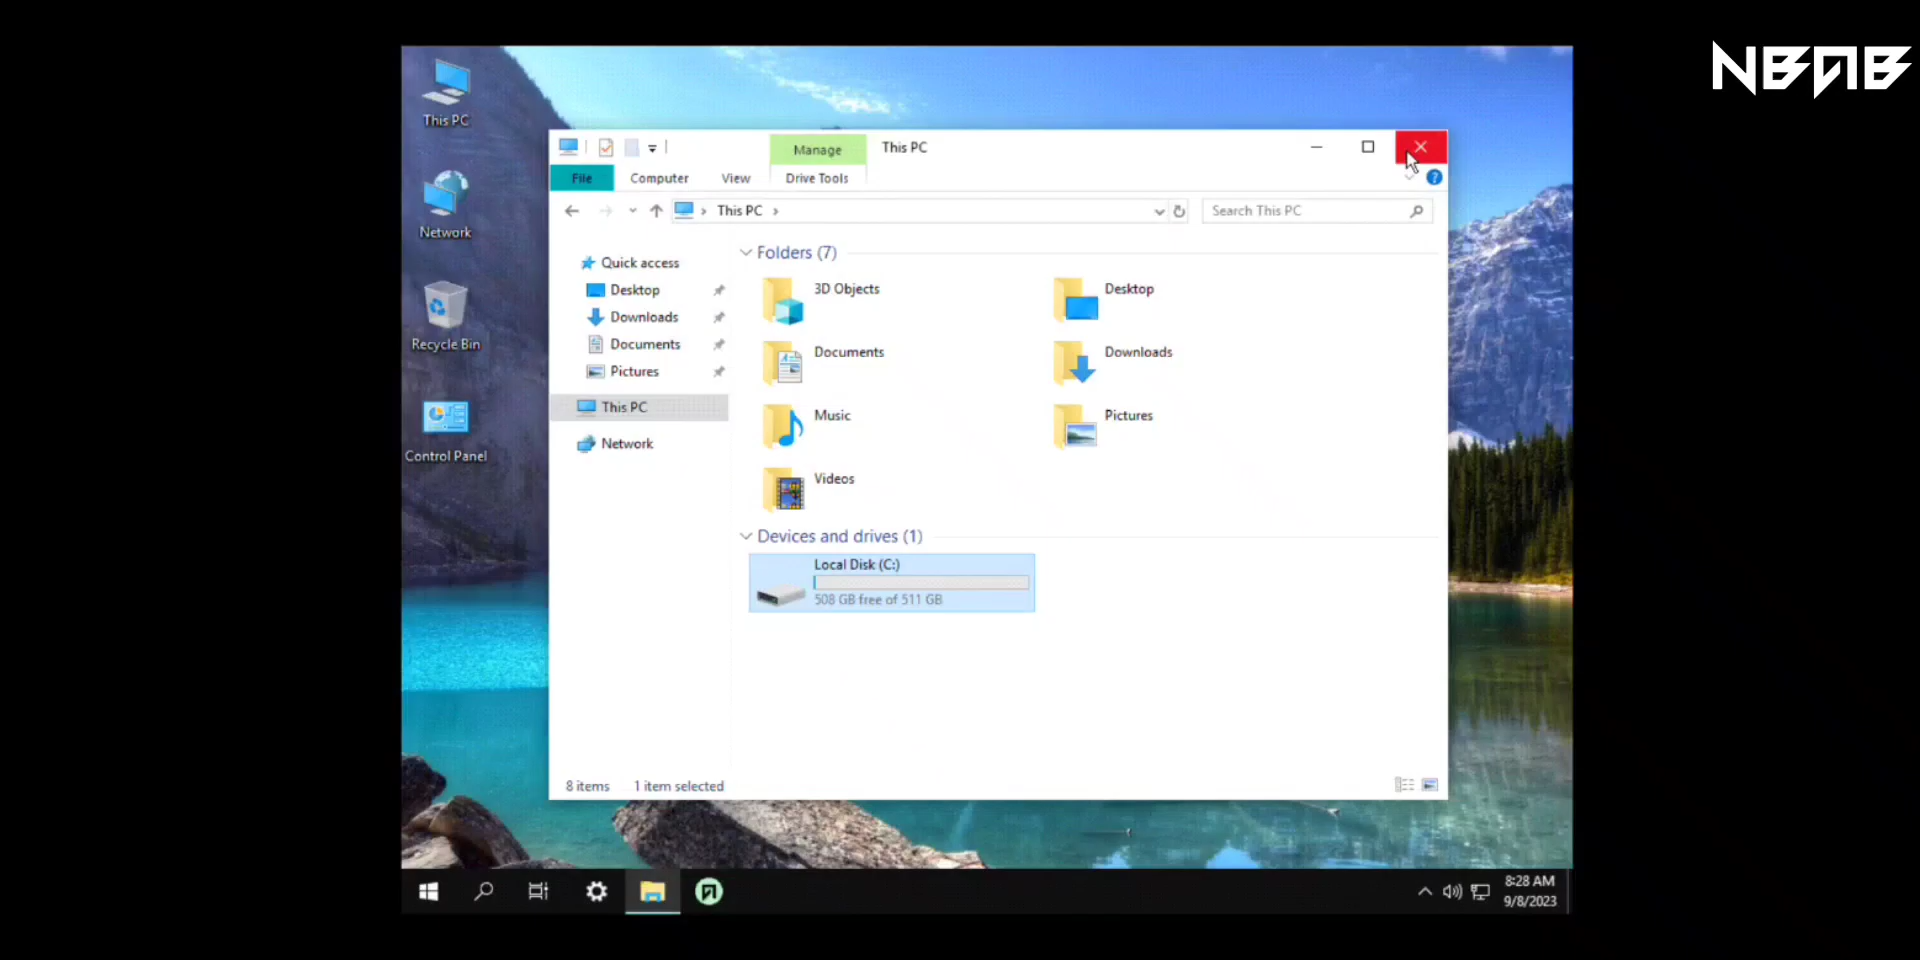 NBAB
This PC
Network
Recycle Bin
Control Panel
Manage
This PC
File
Computer
View
Drive Tools
This PC
Search This PC
Quick access
Desktop
Downloads
Documents
Pictures
This PC
Network
Folders (7)
3D Objects
Desktop
Documents
Downloads
Music
Pictures
Videos
Devices and drives (1)
Local Disk (C:)
508 GB free of 511 GB
8 items
1 item selected
8:28 AM
9/8/2023